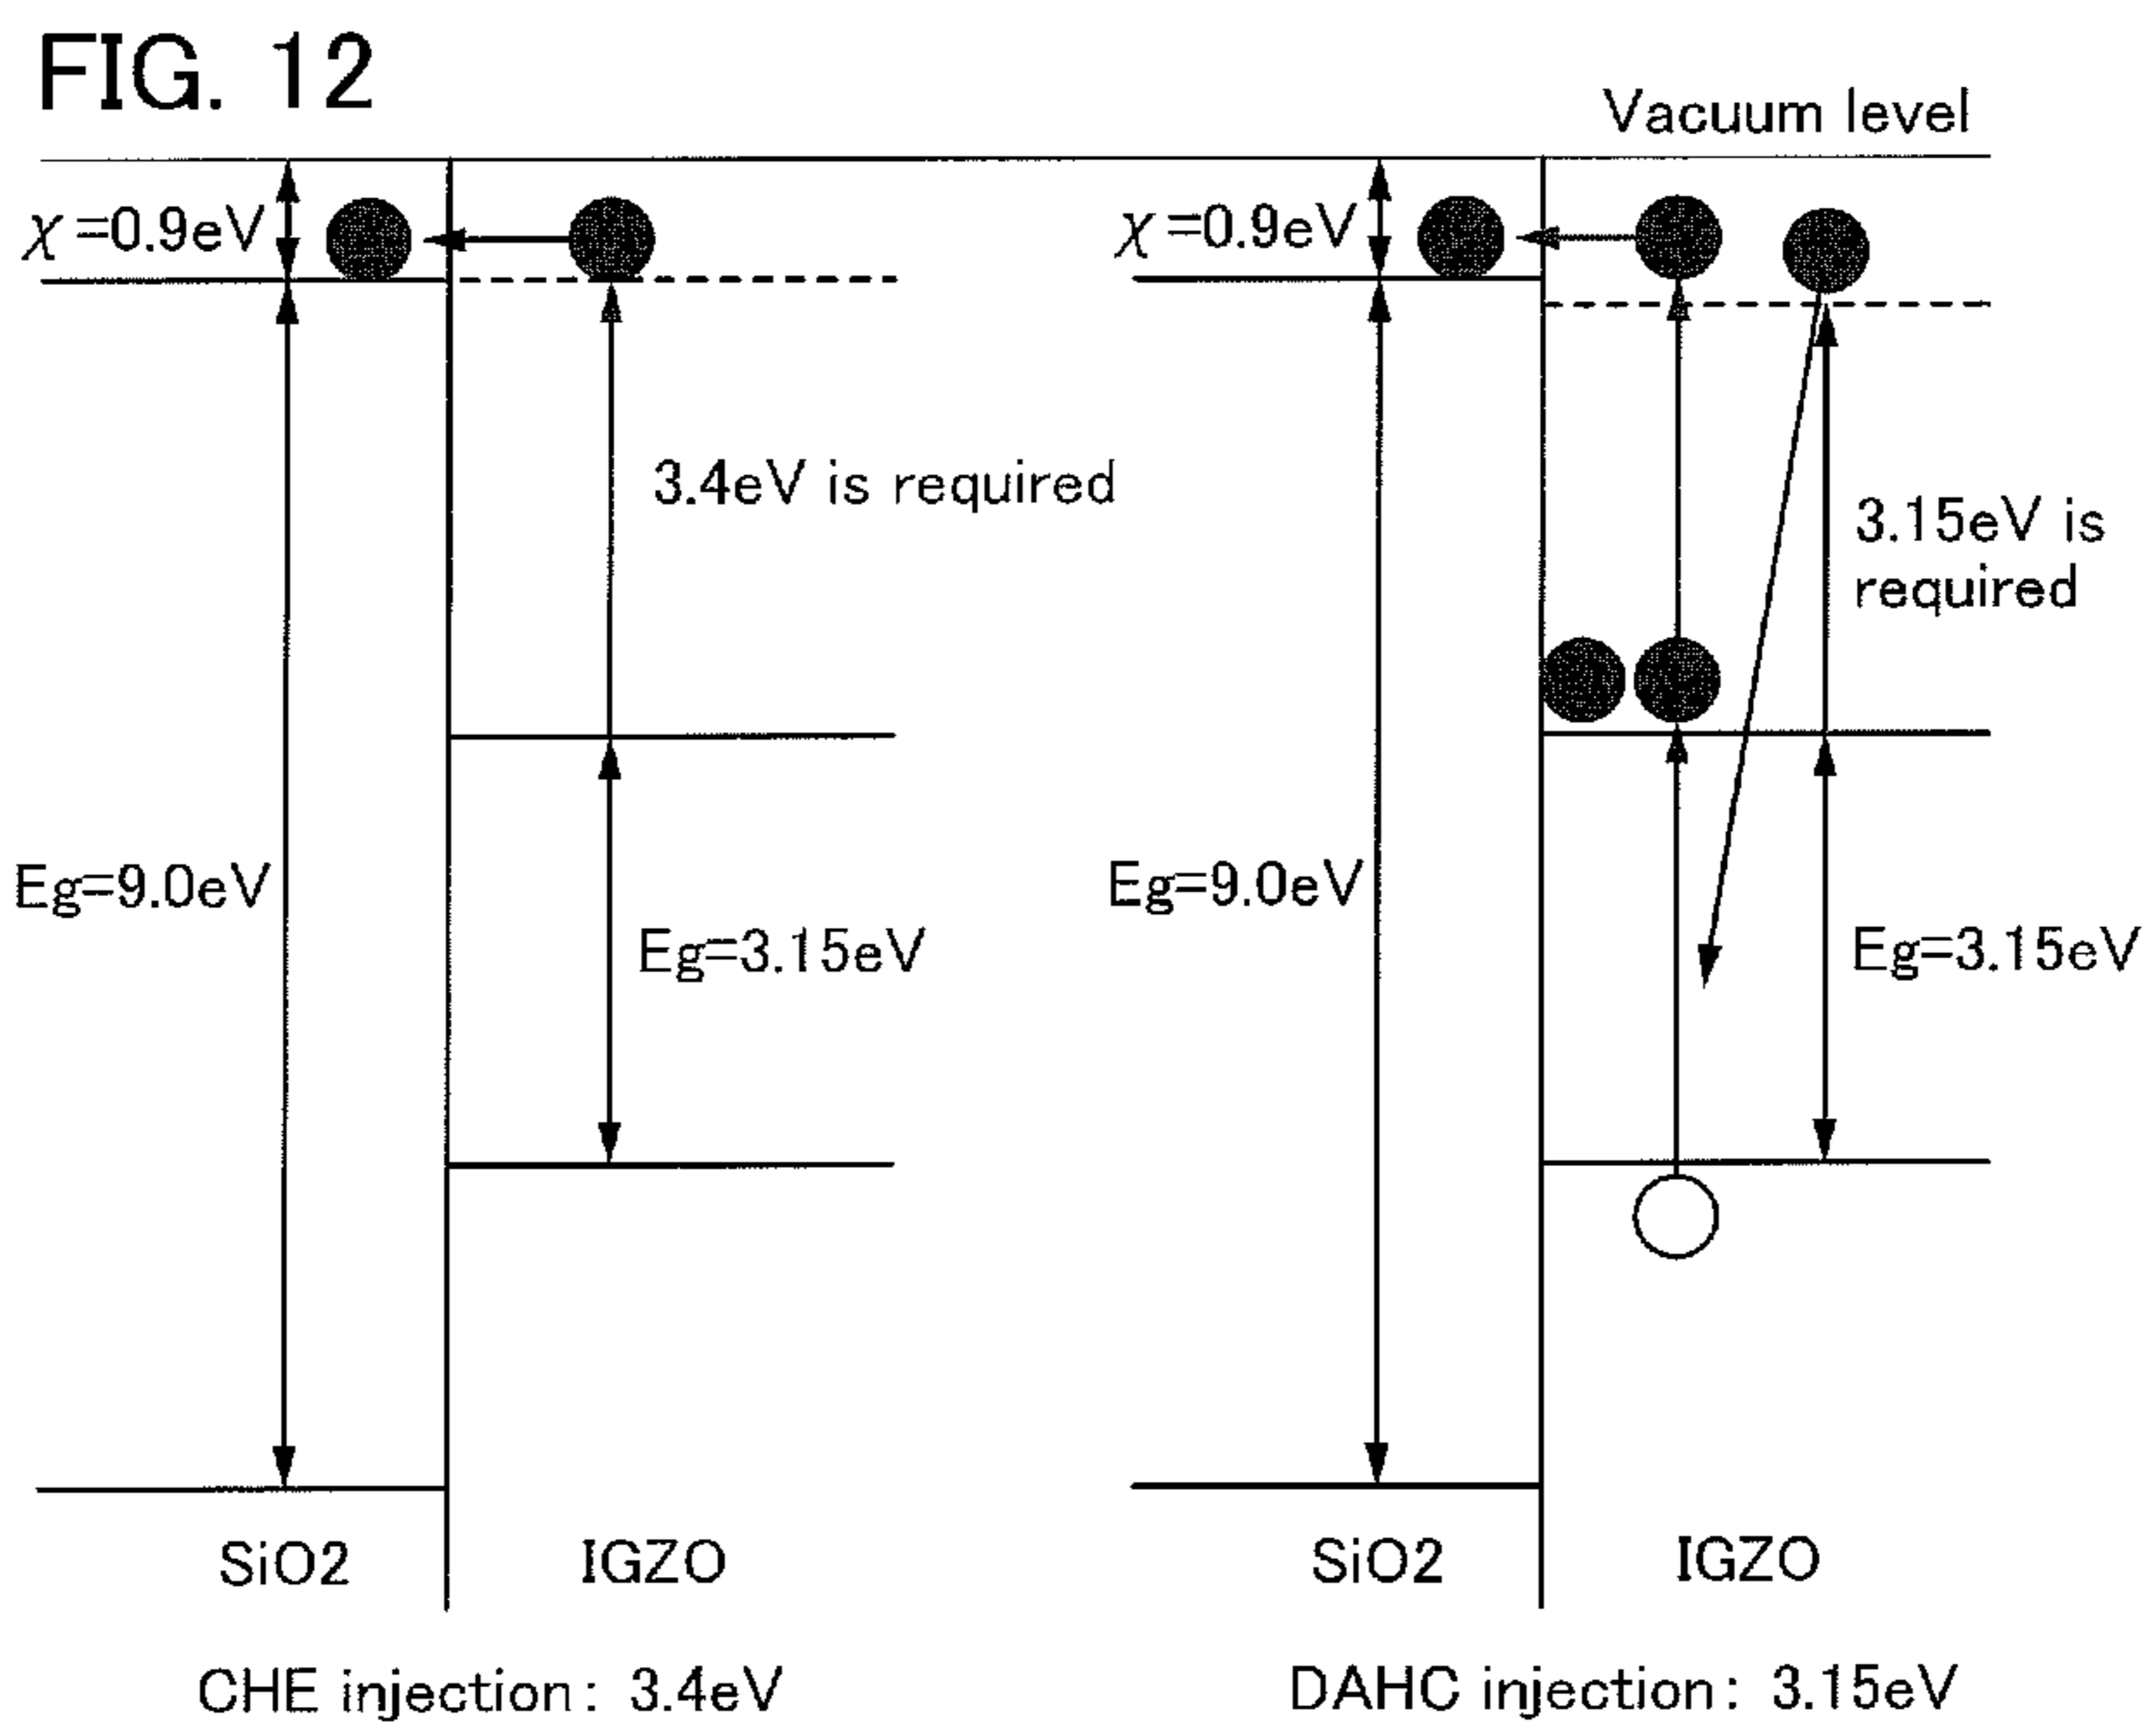 FIG. 12
Vacuum level
χ=0.9eV
χ=0.9eV
3.4eV is required
3.15eV is
required
Eg=9.0eV
Eg=9.0eV
Eg=3.15eV
Eg=3.15eV
SiO2
IGZO
SiO2
IGZO
CHE injection: 3.4eV
DAHC injection: 3.15eV